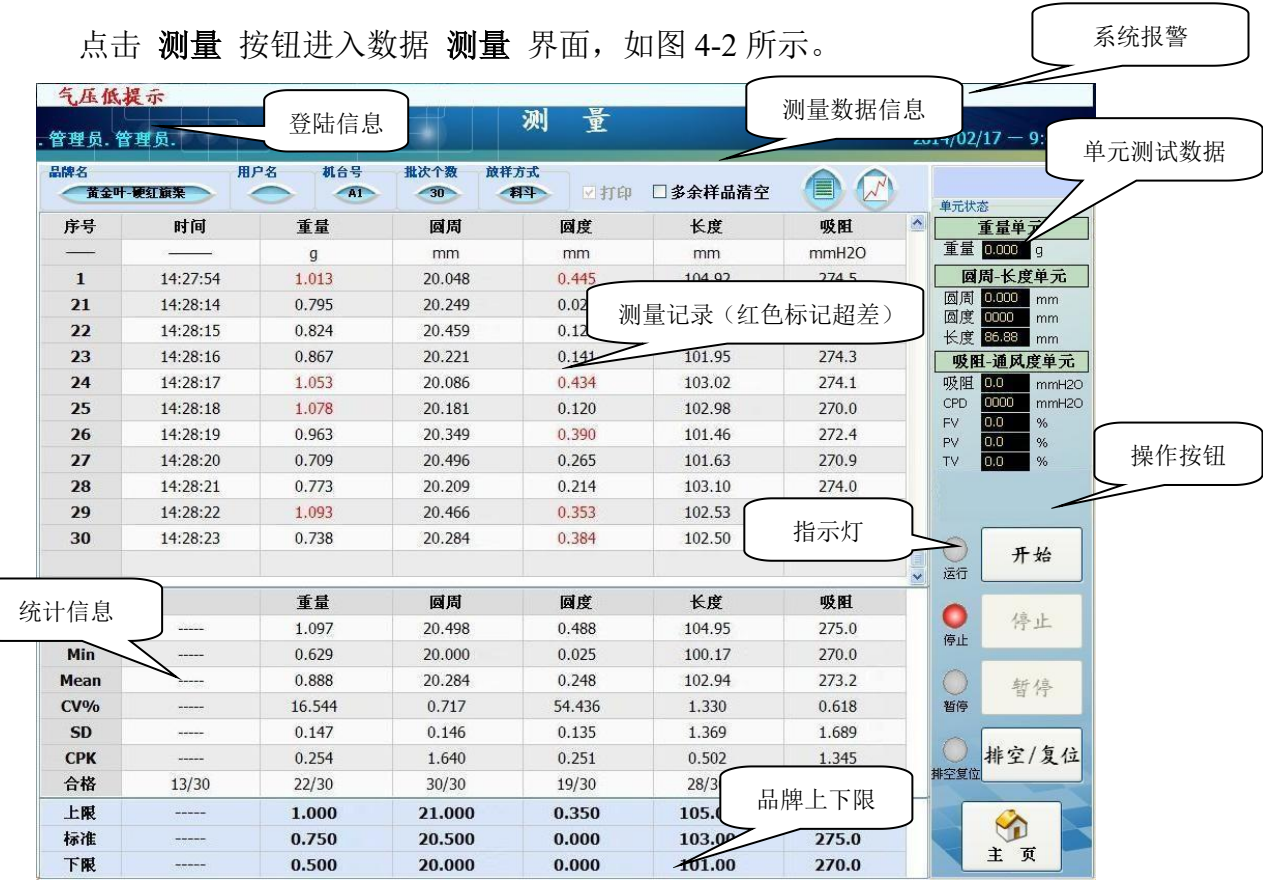 点击 测量 按钮进入数据 测量 界面，如图 4-2 所示。
系统报警
气压低提示
登陆信息
测 量
测量数据信息
.管理员.管理员.
/02/17 — 9:
单元测试数据
品牌名 用户名 机台号 批次个数 放样方式
黄金叶-硬红旗渠 A1 30 料斗 打印 多余样品清空
序号 时间 重量 圆周 圆度 长度 吸阻
—— ——— g mm mm mm mmH2O
1 14:27:54 1.013 20.048 0.445 104.92 274.5
21 14:28:14 0.795 20.249 0.02
22 14:28:15 0.824 20.459 0.12
23 14:28:16 0.867 20.221 0.141 101.95 274.3
24 14:28:17 1.053 20.086 0.434 103.02 274.1
25 14:28:18 1.078 20.181 0.120 102.98 270.0
26 14:28:19 0.963 20.349 0.390 101.46 272.4
27 14:28:20 0.709 20.496 0.265 101.63 270.9
28 14:28:21 0.773 20.209 0.214 103.10 274.0
29 14:28:22 1.093 20.466 0.353 102.53
30 14:28:23 0.738 20.284 0.384 102.50
测量记录（红色标记超差）
统计信息
重量 圆周 圆度 长度 吸阻
----- 1.097 20.498 0.488 104.95 275.0
Min ----- 0.629 20.000 0.025 100.17 270.0
Mean ----- 0.888 20.284 0.248 102.94 273.2
CV% ----- 16.544 0.717 54.436 1.330 0.618
SD ----- 0.147 0.146 0.135 1.369 1.689
CPK ----- 0.254 1.640 0.251 0.502 1.345
合格 13/30 22/30 30/30 19/30 28/3
上限 ----- 1.000 21.000 0.350 105.
标准 ----- 0.750 20.500 0.000 103.00 275.0
下限 ----- 0.500 20.000 0.000 101.00 270.0
品牌上下限
单元状态
重量单元
重量 0.000 g
圆周-长度单元
圆周 0.000 mm
圆度 0000 mm
长度 86.88 mm
吸阻-通风度单元
吸阻 0.0 mmH2O
CPD 0000 mmH2O
FV 0.0 %
PV 0.0 %
TV 0.0 %
操作按钮
指示灯
运行 开始
停止 停止
暂停 暂停
排空复位 排空/复位
主 页